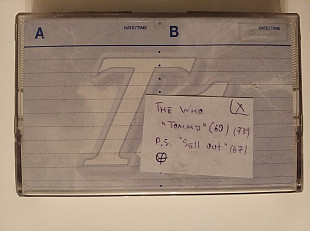 A DATE/TIME B DATE/TIME
THE WHO X
"TOMMY" (69) (73)
P.S. "Sell out" (67)